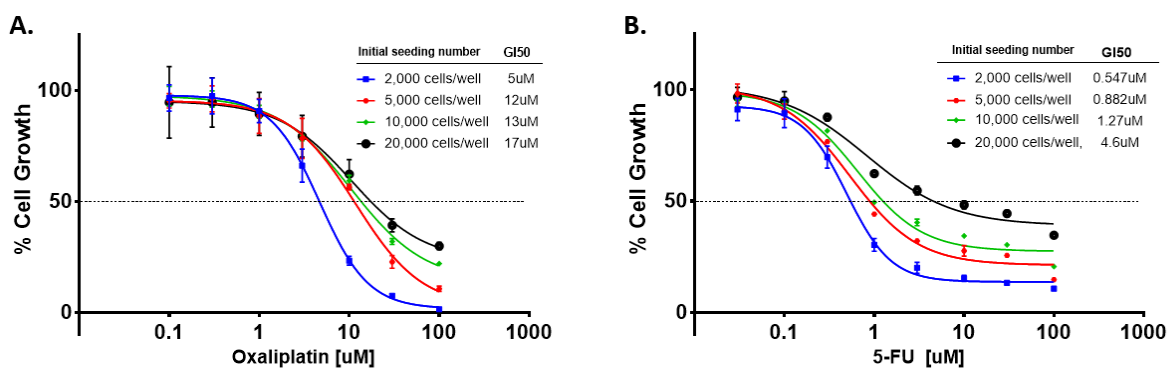 A.
Initial seeding number GI50
2,000 cells/well 5uM
5,000 cells/well 12uM
10,000 cells/well 13uM
20,000 cells/well 17uM
% Cell Growth
100
50
0
0.1 1 10 100 1000
Oxaliplatin [uM]
B.
Initial seeding number GI50
2,000 cells/well 0.547uM
5,000 cells/well 0.882uM
10,000 cells/well 1.27uM
20,000 cells/well, 4.6uM
% Cell Growth
100
50
0
0.1 1 10 100 1000
5-FU [uM]